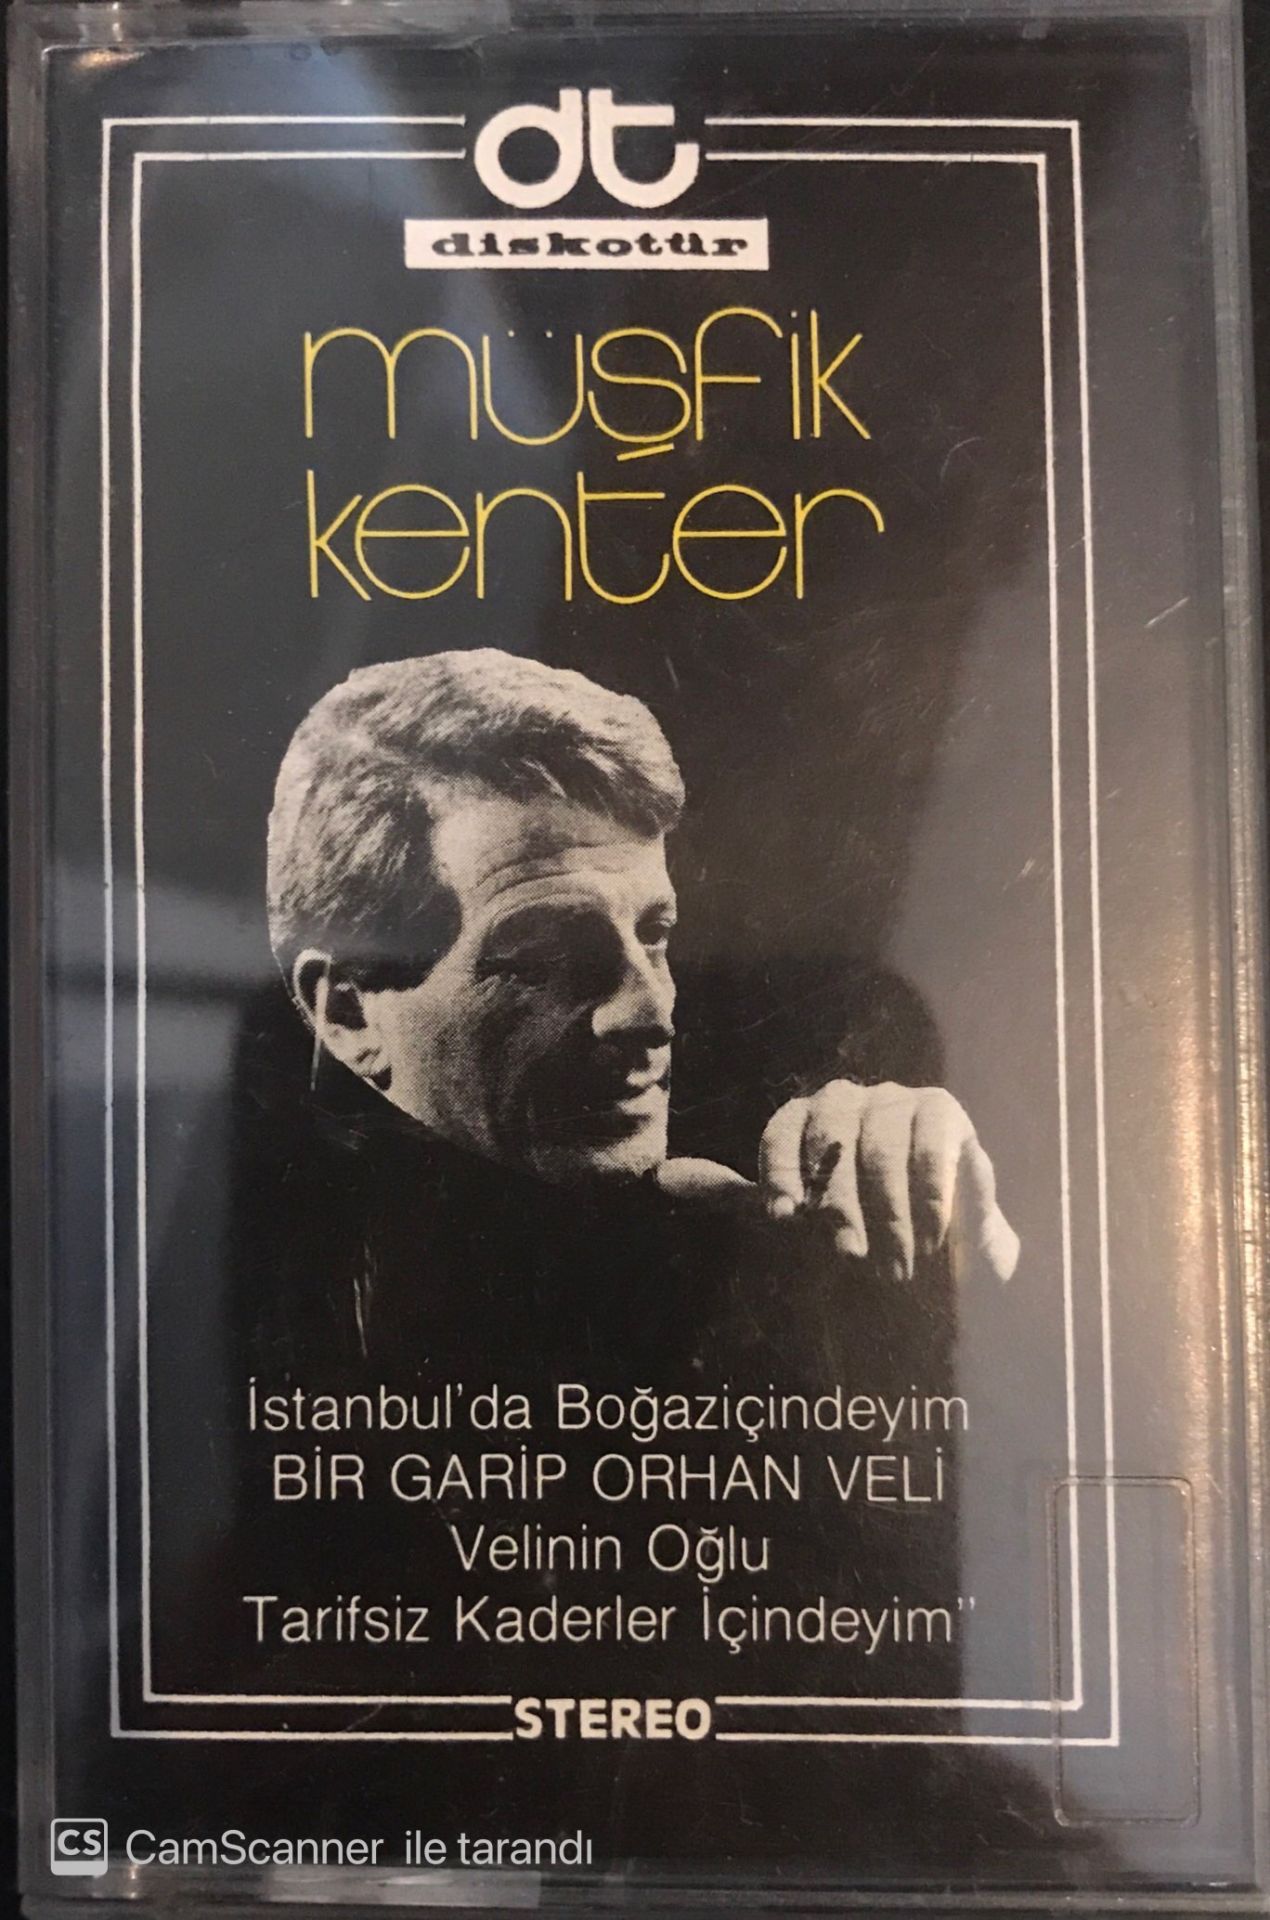 dt
diskotür
müşfik
kenter
İstanbul'da Boğaziçindeyim
BİR GARİP ORHAN VELİ
Velinin Oğlu
Tarifsiz Kaderler İçindeyim"
STEREO
CS CamScanner ile tarandı